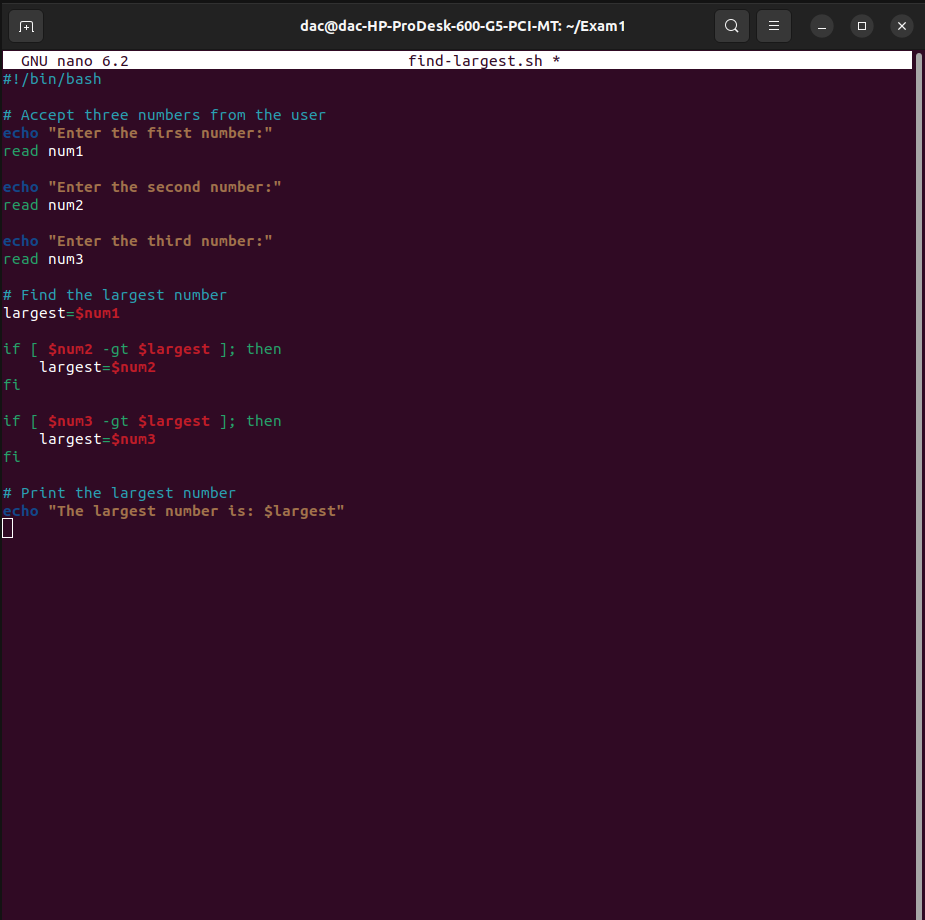 dac@dac-HP-ProDesk-600-G5-PCI-MT: ~/Exam1
GNU nano 6.2 find-largest.sh *
#!/bin/bash
# Accept three numbers from the user
echo "Enter the first number:"
read num1
echo "Enter the second number:"
read num2
echo "Enter the third number:"
read num3
# Find the largest number
largest=$num1
if [ $num2 -gt $largest ]; then
    largest=$num2
fi
if [ $num3 -gt $largest ]; then
    largest=$num3
fi
# Print the largest number
echo "The largest number is: $largest"